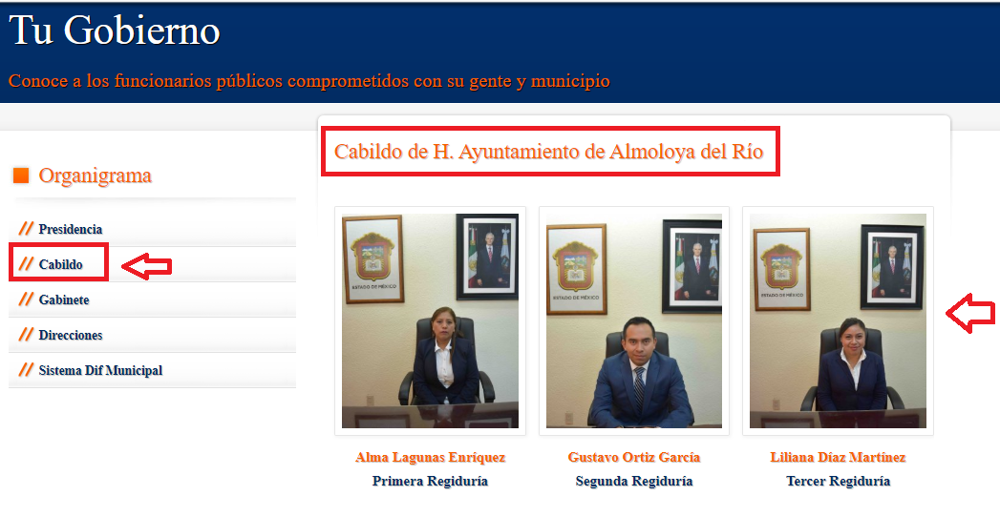 Tu Gobierno
Conoce a los funcionarios públicos comprometidos con su gente y municipio
Organigrama
// Presidencia
// Cabildo
// Gabinete
// Direcciones
// Sistema Dif Municipal
Cabildo de H. Ayuntamiento de Almoloya del Río
ESTADO DE MÉXICO
ESTADO DE MÉXICO
ESTADO DE MÉXICO
Alma Lagunas Enríquez
Primera Regiduría
Gustavo Ortiz García
Segunda Regiduría
Liliana Díaz Martínez
Tercer Regiduría